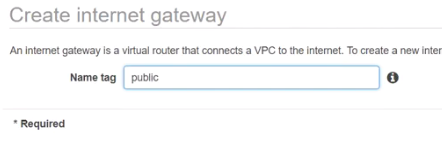 Create internet gateway
An internet gateway is a virtual router that connects a VPC to the internet. To create a new inter
Name tag public
* Required